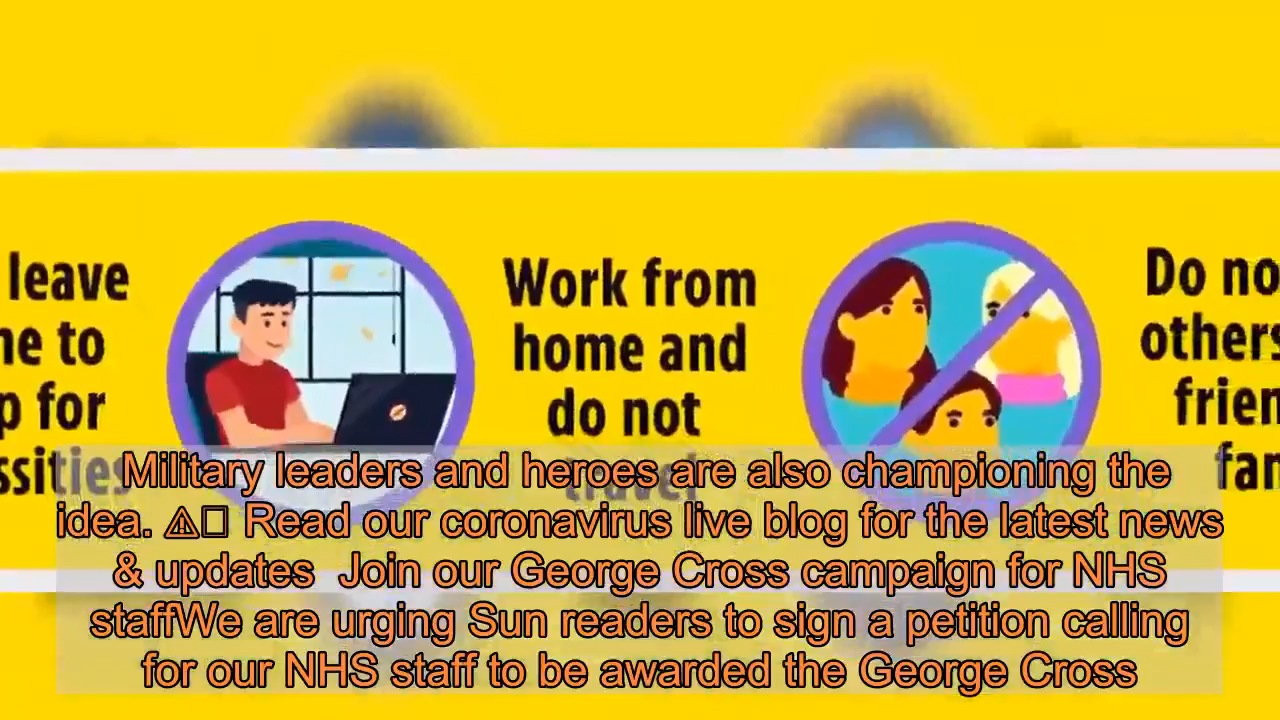 leave
Work from
Do no
ne to
home and
others
p for
do not
frien
ssities
travel
fan
Military leaders and heroes are also championing the
idea. ⚠□ Read our coronavirus live blog for the latest news
& updates Join our George Cross campaign for NHS
staffWe are urging Sun readers to sign a petition calling
for our NHS staff to be awarded the George Cross